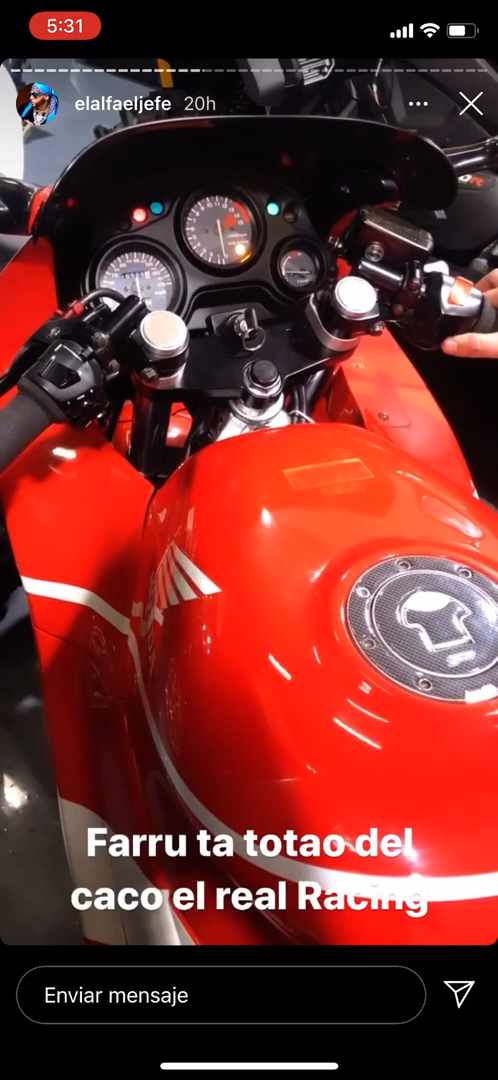 5:31
elalfaeljefe 20h
Farru ta totao del
caco el real Racing
Enviar mensaje